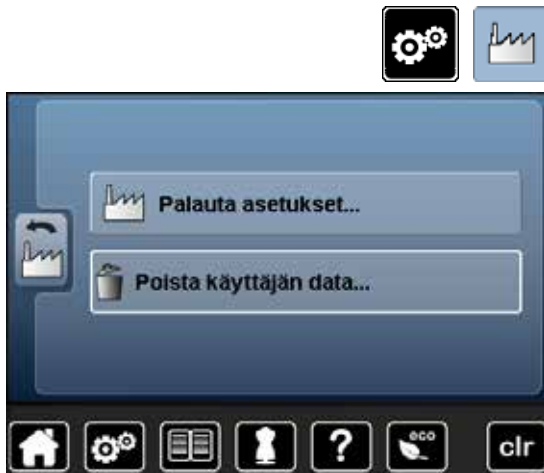 Palauta asetukset...
Poista käyttäjän data...
?
eco
clr